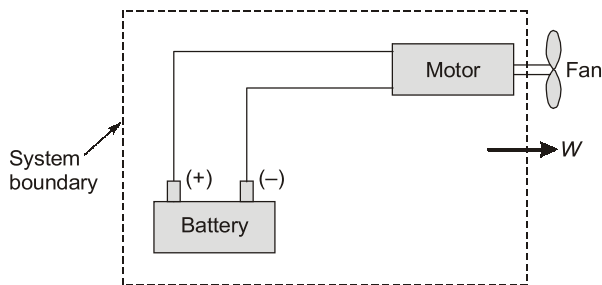 Motor
Fan
W
System
boundary
(+)
(–)
Battery